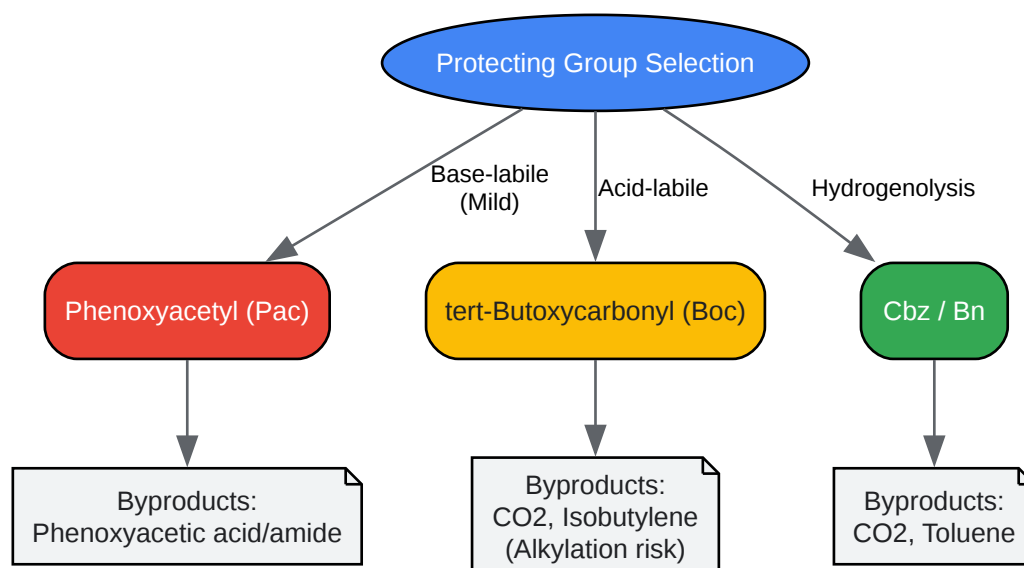 Protecting Group Selection
Base-labile
(Mild)
Acid-labile
Hydrogenolysis
Phenoxyacetyl (Pac)
tert-Butoxycarbonyl (Boc)
Cbz / Bn
Byproducts:
Phenoxyacetic acid/amide
Byproducts:
CO2, Isobutylene
(Alkylation risk)
Byproducts:
CO2, Toluene